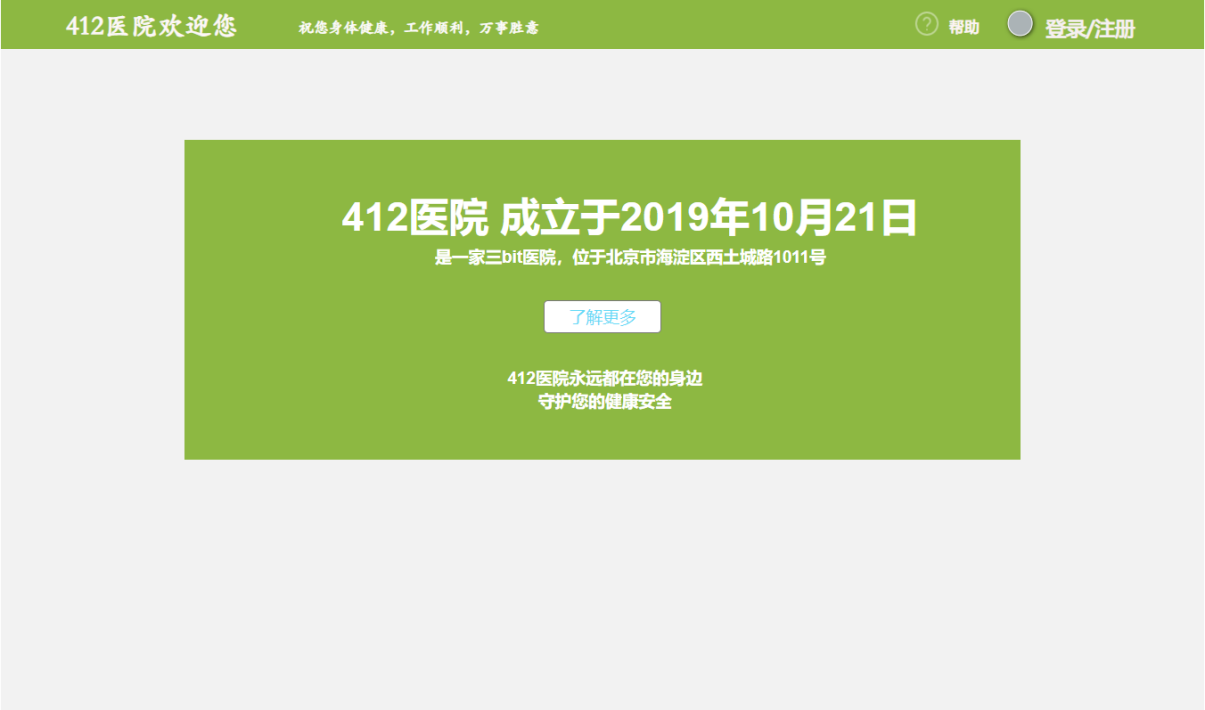 412医院欢迎您
祝您身体健康，工作顺利，万事胜意
? 帮助
登录/注册
412医院 成立于2019年10月21日
是一家三bit医院，位于北京市海淀区西土城路1011号
了解更多
412医院永远都在您的身边
守护您的健康安全